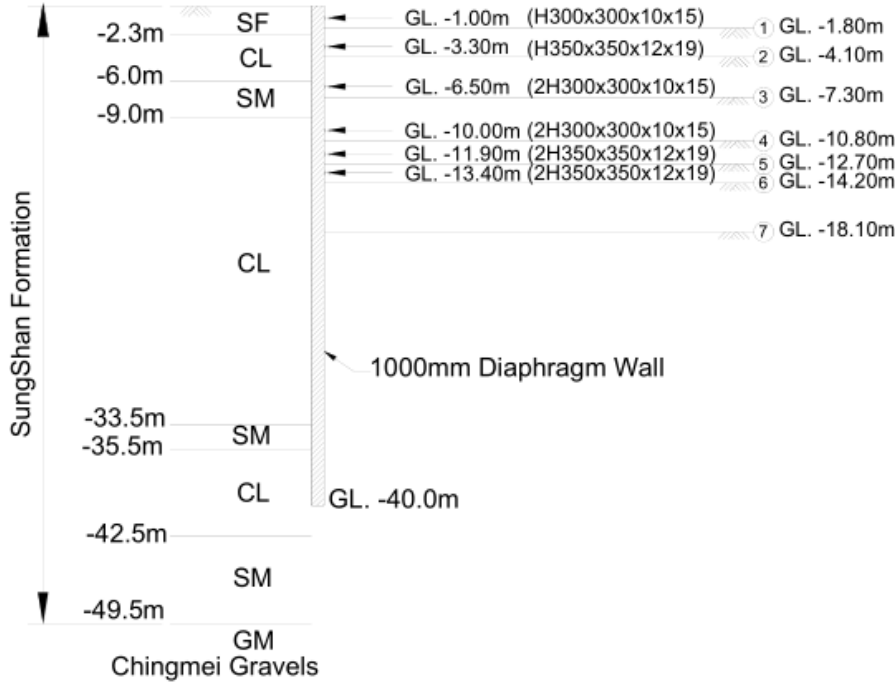 SungShan Formation
SF
-2.3m
CL
-6.0m
SM
-9.0m
CL
-33.5m
SM
-35.5m
CL
-42.5m
SM
-49.5m
GM
Chingmei Gravels
GL. -1.00m (H300x300x10x15)
1 GL. -1.80m
GL. -3.30m (H350x350x12x19)
2 GL. -4.10m
GL. -6.50m (2H300x300x10x15)
3 GL. -7.30m
GL. -10.00m (2H300x300x10x15)
4 GL. -10.80m
GL. -11.90m (2H350x350x12x19)
5 GL. -12.70m
GL. -13.40m (2H350x350x12x19)
6 GL. -14.20m
7 GL. -18.10m
1000mm Diaphragm Wall
GL. -40.0m